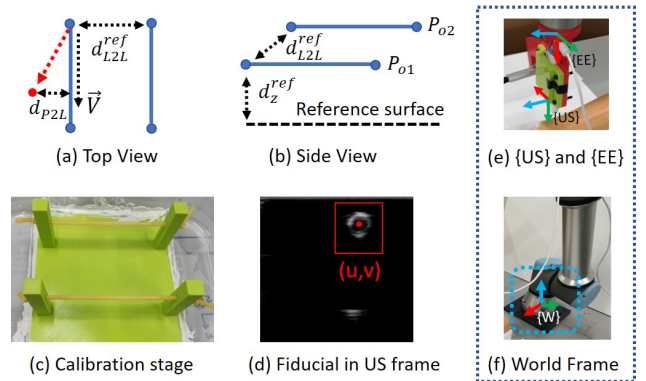 d_{L2L}^{ref}
d_{P2L}
\vec{V}
(a) Top View
P_{o2}
d_{L2L}^{ref}
P_{o1}
d_z^{ref}
Reference surface
(b) Side View
{EE}
{US}
(e) {US} and {EE}
(c) Calibration stage
(u,v)
(d) Fiducial in US frame
{W}
(f) World Frame